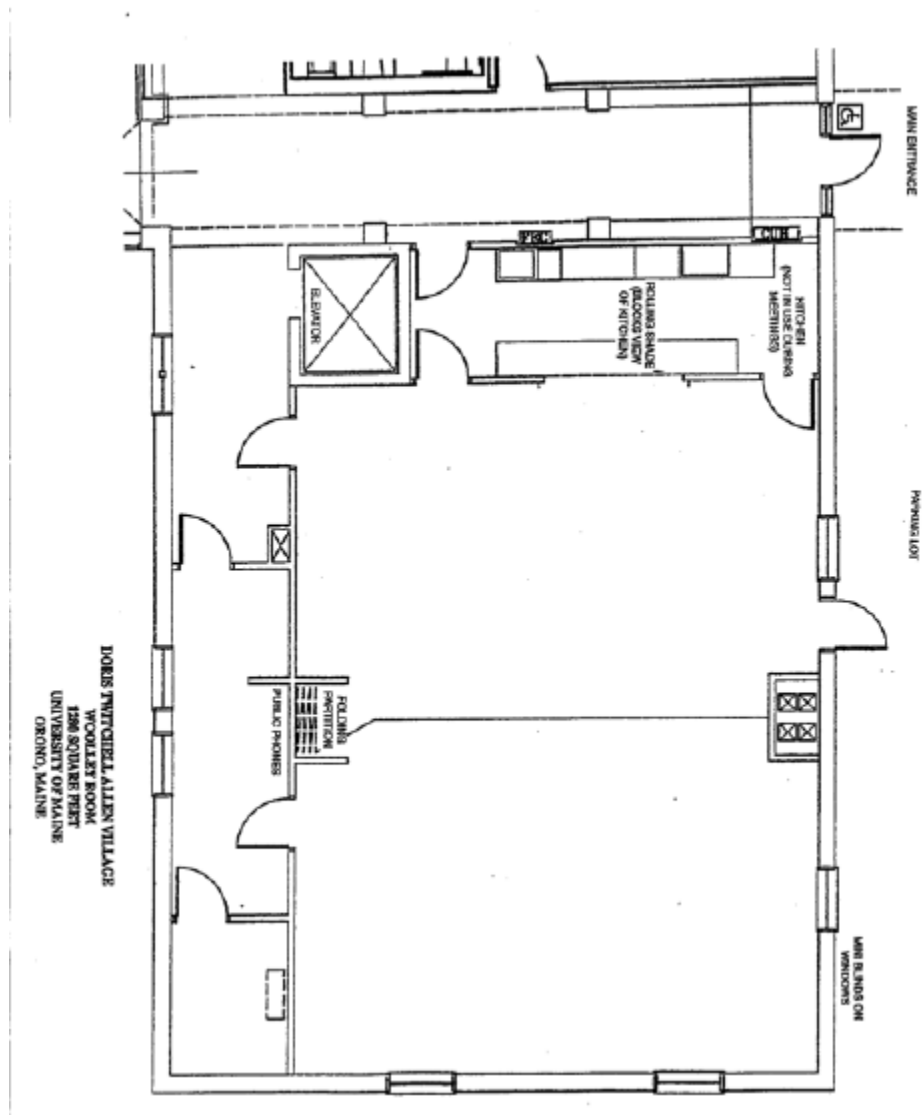 MAIN ENTRANCE
FEC
CUH
ELEVATOR
ROLLING SHADE
(BLOCKS VIEW
OF KITCHEN)
KITCHEN
(NOT IN USE DURING
MEETINGS)
PARKING LOT
FOLDING
PARTITION
PUBLIC PHONES
MINI BLINDS ON
WINDOWS
DORIS TWITCHELL ALLEN VILLAGE
WOOLLEY ROOM
1286 SQUARE FEET
UNIVERSITY OF MAINE
ORONO, MAINE